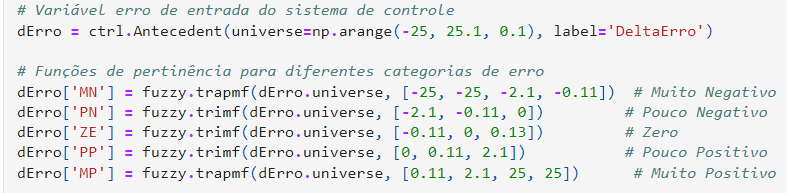 # Variável erro de entrada do sistema de controle
dErro = ctrl.Antecedent(universe=np.arange(-25, 25.1, 0.1), label='DeltaErro')
# Funções de pertinência para diferentes categorias de erro
dErro['MN'] = fuzzy.trapmf(dErro.universe, [-25, -25, -2.1, -0.11])  # Muito Negativo
dErro['PN'] = fuzzy.trimf(dErro.universe, [-2.1, -0.11, 0])          # Pouco Negativo
dErro['ZE'] = fuzzy.trimf(dErro.universe, [-0.11, 0, 0.13])          # Zero
dErro['PP'] = fuzzy.trimf(dErro.universe, [0, 0.11, 2.1])            # Pouco Positivo
dErro['MP'] = fuzzy.trapmf(dErro.universe, [0.11, 2.1, 25, 25])      # Muito Positivo